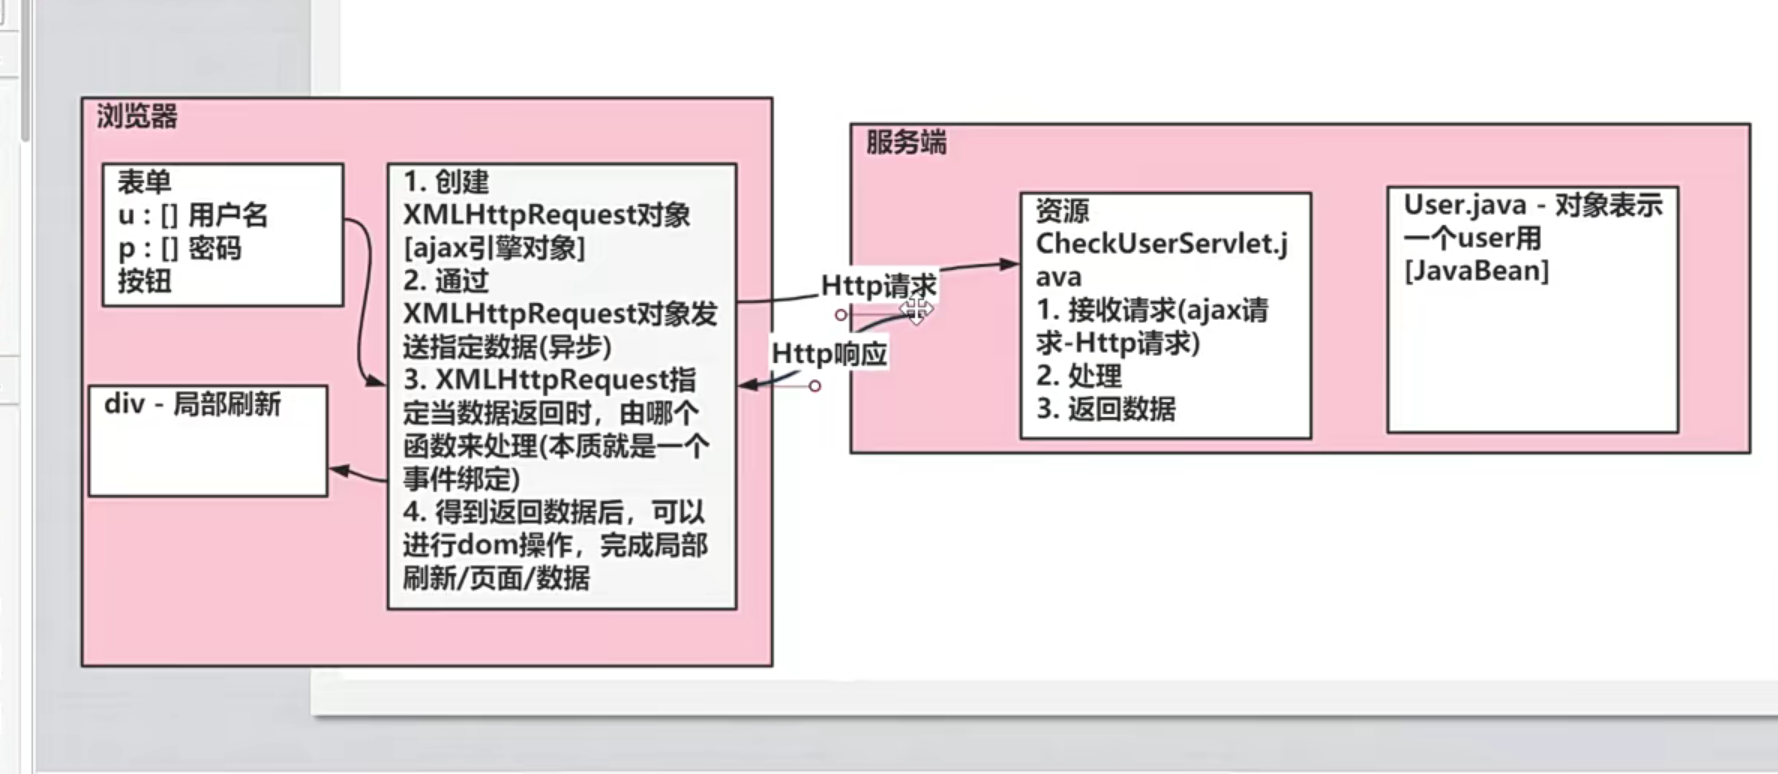 浏览器
表单
u : [] 用户名
p : [] 密码
按钮
div - 局部刷新
1. 创建
XMLHttpRequest对象
[ajax引擎对象]
2. 通过
XMLHttpRequest对象发
送指定数据(异步)
3. XMLHttpRequest指
定当数据返回时，由哪个
函数来处理(本质就是一个
事件绑定)
4. 得到返回数据后，可以
进行dom操作，完成局部
刷新/页面/数据
Http请求
Http响应
服务端
资源
CheckUserServlet.j
ava
1. 接收请求(ajax请
求-Http请求)
2. 处理
3. 返回数据
User.java - 对象表示
一个user用
[JavaBean]